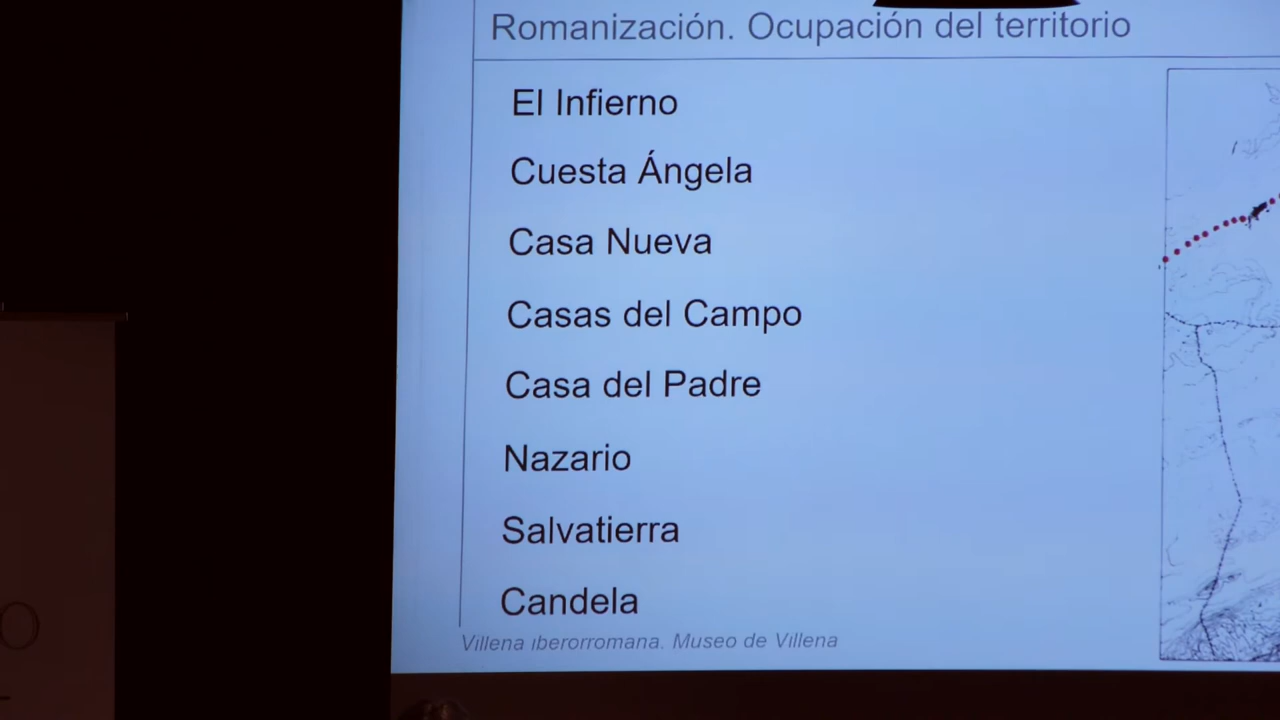 Romanización. Ocupación del territorio
El Infierno
Cuesta Ángela
Casa Nueva
Casas del Campo
Casa del Padre
Nazario
Salvatierra
Candela
Villena iberorromana. Museo de Villena
O